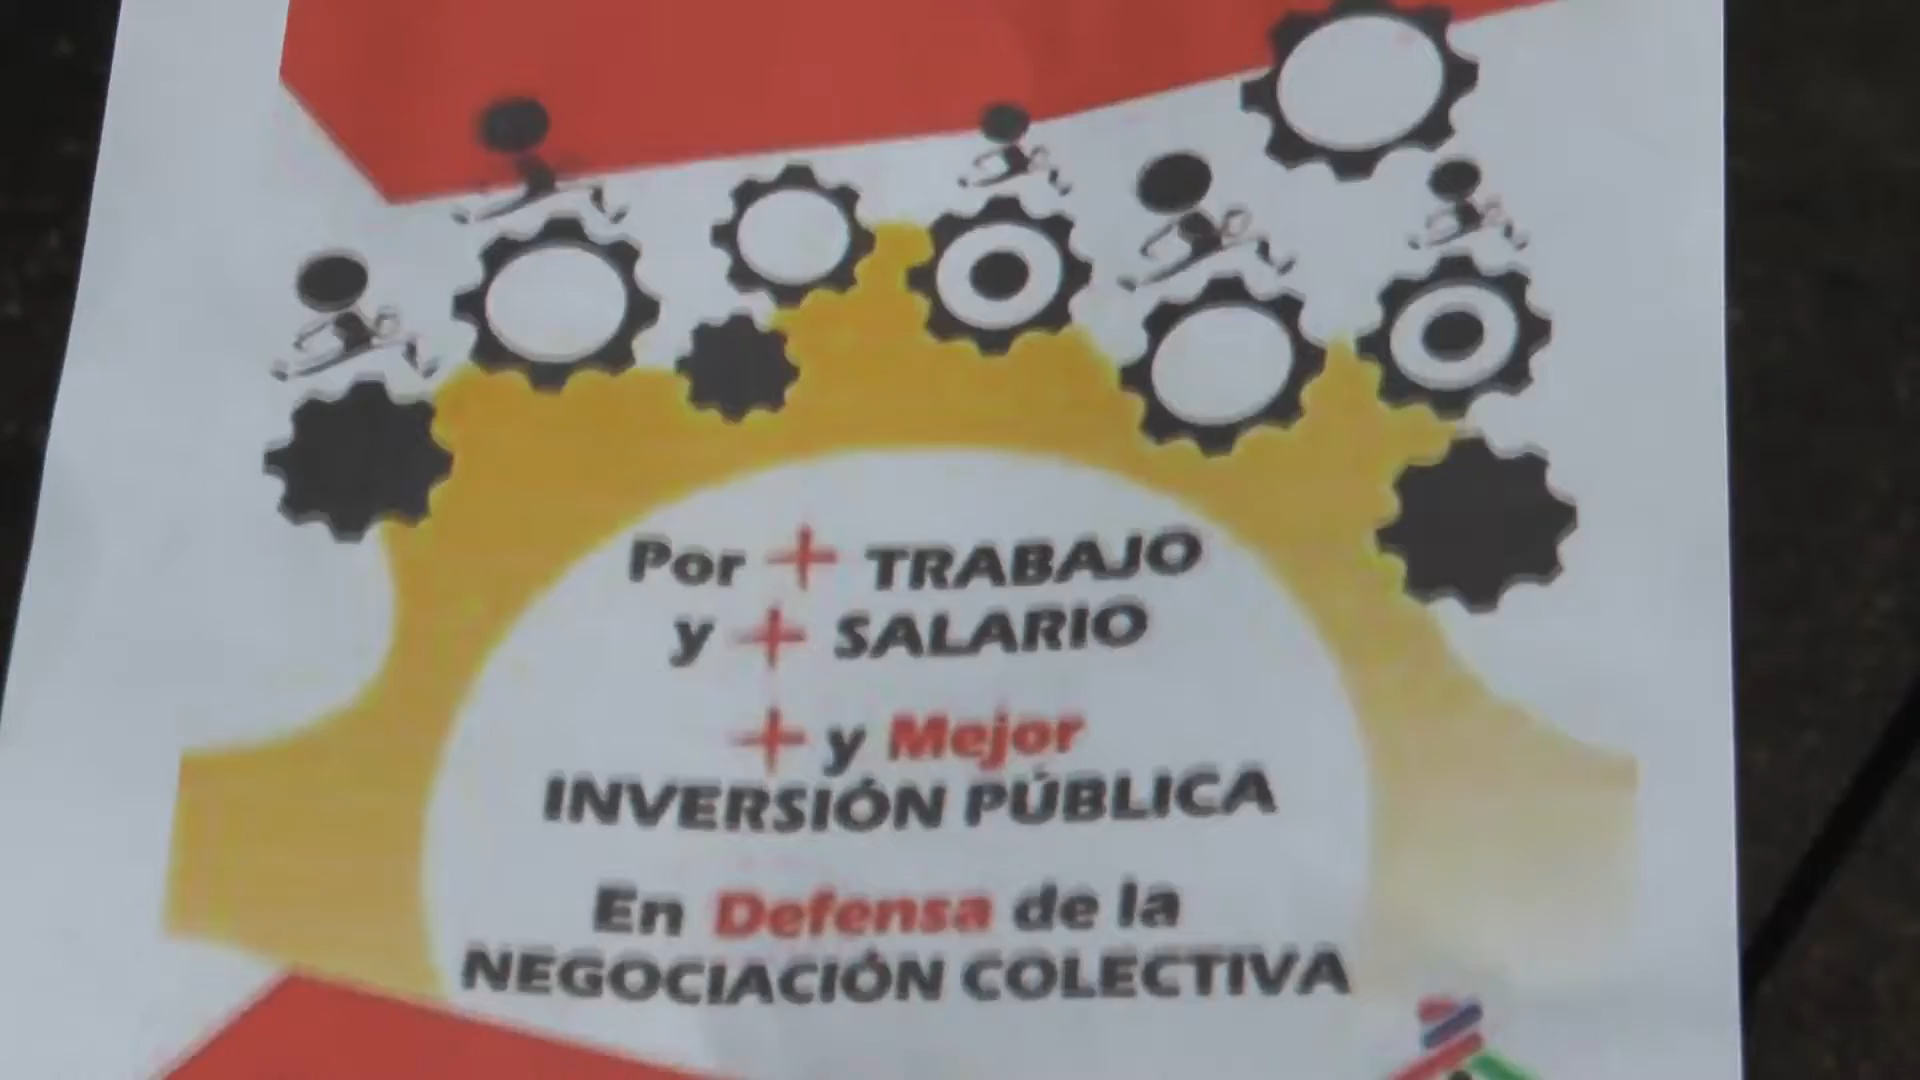 Por + TRABAJO
y + SALARIO
+ y Mejor
INVERSIÓN PÚBLICA
En Defensa de la
NEGOCIACIÓN COLECTIVA